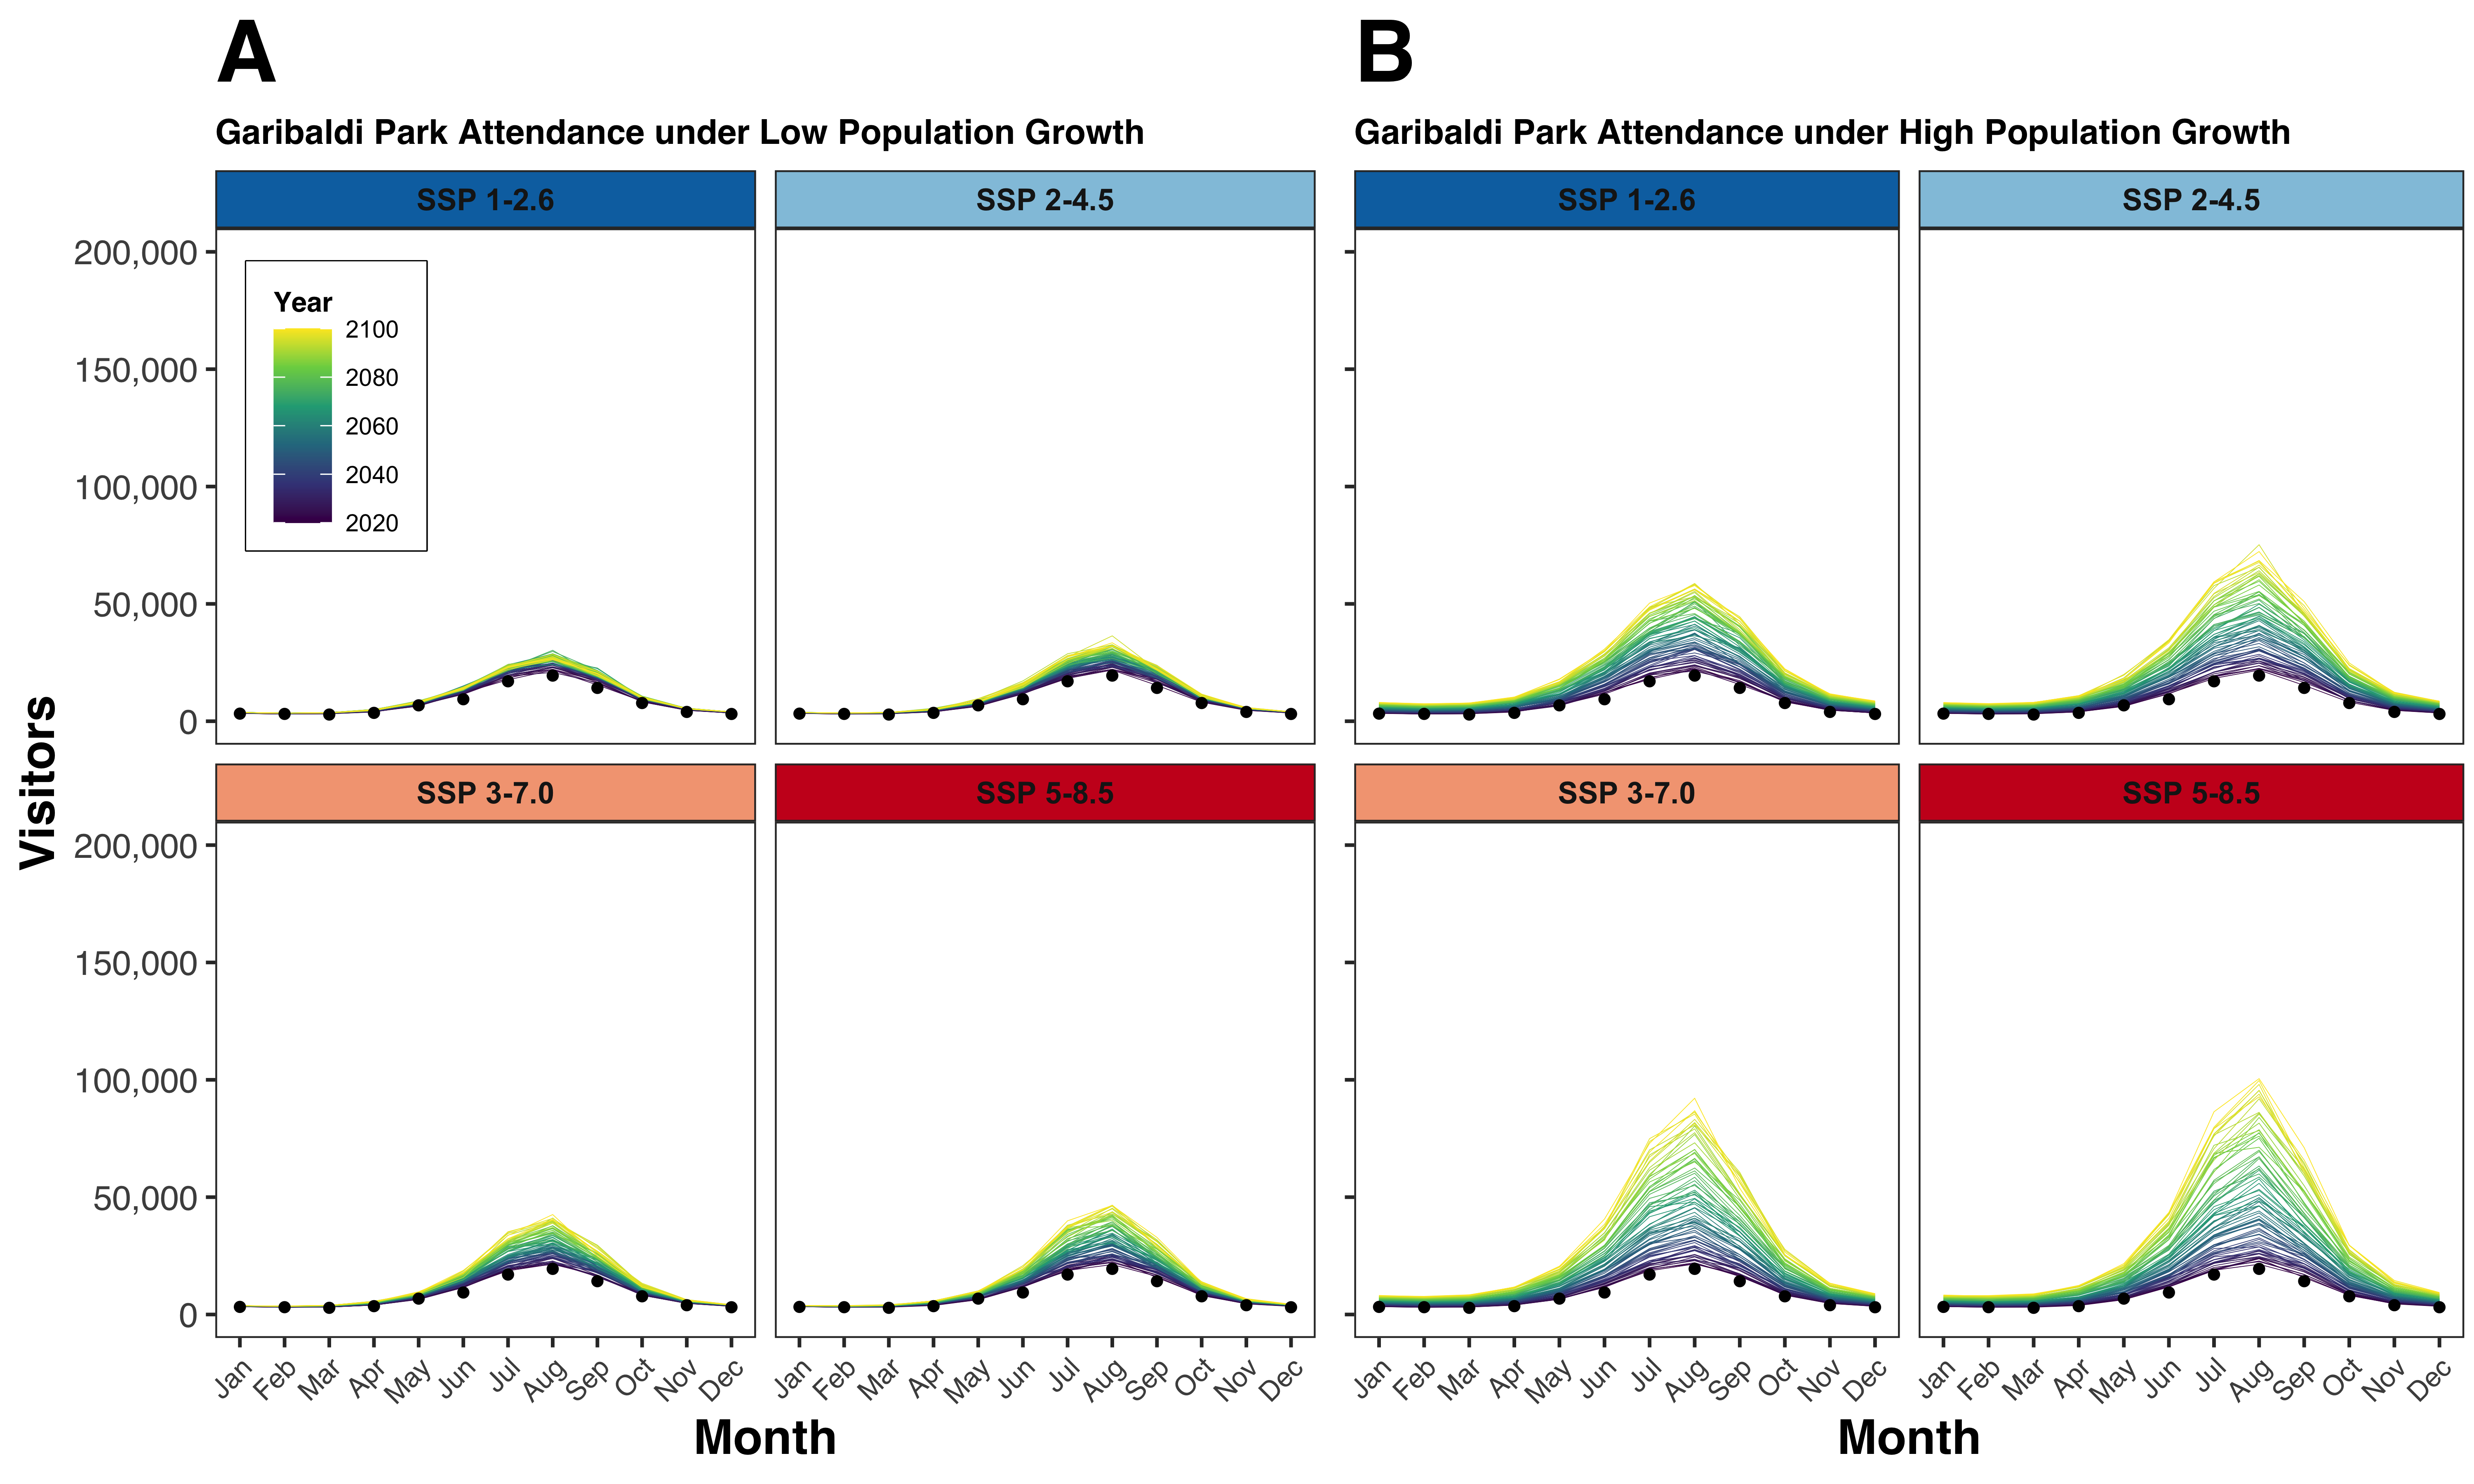 A
B
Garibaldi Park Attendance under Low Population Growth
Garibaldi Park Attendance under High Population Growth
SSP 1-2.6
SSP 2-4.5
SSP 1-2.6
SSP 2-4.5
200,000
150,000
100,000
50,000
0
Year
2100
2080
2060
2040
2020
SSP 3-7.0
SSP 5-8.5
SSP 3-7.0
SSP 5-8.5
Visitors
200,000
150,000
100,000
50,000
0
Jan Feb Mar Apr May Jun Jul Aug Sep Oct Nov Dec
Jan Feb Mar Apr May Jun Jul Aug Sep Oct Nov Dec
Jan Feb Mar Apr May Jun Jul Aug Sep Oct Nov Dec
Jan Feb Mar Apr May Jun Jul Aug Sep Oct Nov Dec
Month
Month